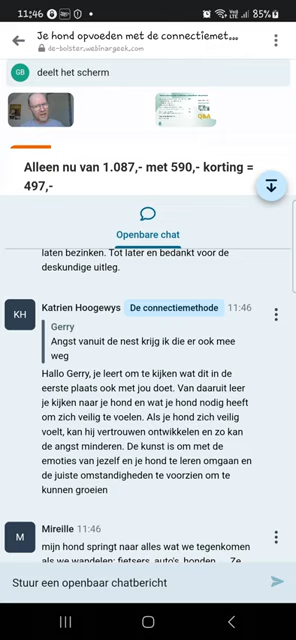 11:46
85%
Je hond opvoeden met de connectiemet...
de-bolster.webinargeek.com
GB
deelt het scherm
Q&A
Alleen nu van 1.087,- met 590,- korting =
497,-
Openbare chat
laten bezinken. Tot later en bedankt voor de
deskundige uitleg.
KH
Katrien Hoogewys De connectiemethode 11:46
Gerry
Angst vanuit de nest krijg ik die er ook mee
weg
Hallo Gerry, je leert om te kijken wat dit in de
eerste plaats ook met jou doet. Van daaruit leer
je kijken naar je hond en wat je hond nodig heeft
om zich veilig te voelen. Als je hond zich veilig
voelt, kan hij vertrouwen ontwikkelen en zo kan
de angst minderen. De kunst is om met de
emoties van jezelf en je hond te leren omgaan en
de juiste omstandigheden te voorzien om te
kunnen groeien
M
Mireille 11:46
mijn hond springt naar alles wat we tegenkomen
als we wandelen: fietsers, auto's, honden, ... Ze
Stuur een openbaar chatbericht